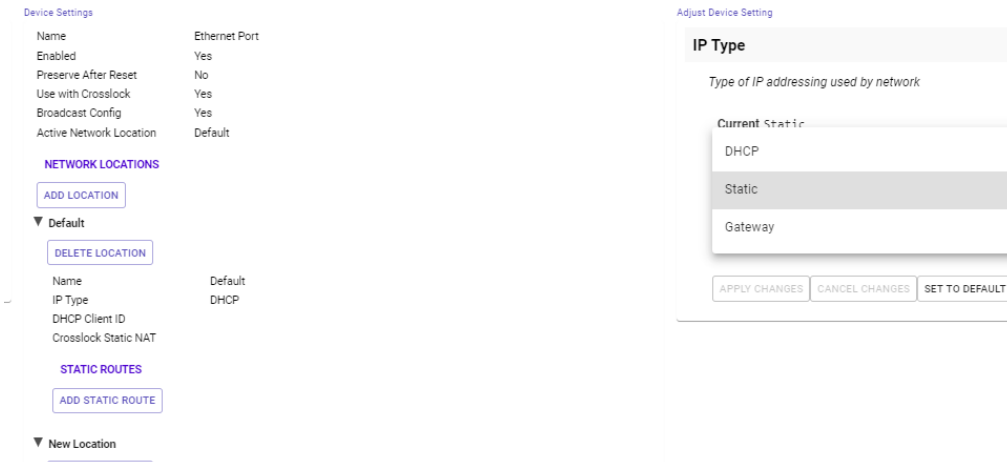 Device Settings
Name Ethernet Port
Enabled Yes
Preserve After Reset No
Use with Crosslock Yes
Broadcast Config Yes
Active Network Location Default
NETWORK LOCATIONS
ADD LOCATION
Default
DELETE LOCATION
Name Default
IP Type DHCP
DHCP Client ID
Crosslock Static NAT
STATIC ROUTES
ADD STATIC ROUTE
New Location
Adjust Device Setting
IP Type
Type of IP addressing used by network
Current Static
DHCP
Static
Gateway
APPLY CHANGES CANCEL CHANGES SET TO DEFAULT